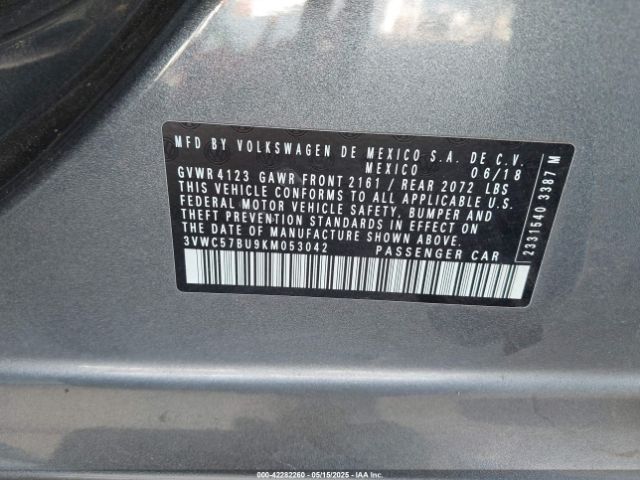 MFD BY VOLKSWAGEN DE MEXICO S.A. DE C.V.
MEXICO 06/18
GVWR 4123 GAWR FRONT 2161 / REAR 2072 LBS
THIS VEHICLE CONFORMS TO ALL APPLICABLE U.S.
FEDERAL MOTOR VEHICLE SAFETY, BUMPER AND
THEFT PREVENTION STANDARDS IN EFFECT ON
THE DATE OF MANUFACTURE SHOWN ABOVE.
3VWC57BU9KM053042 PASSENGER CAR
2331540 3387 M
000-42282260 - 05/15/2025 - IAAI.COM